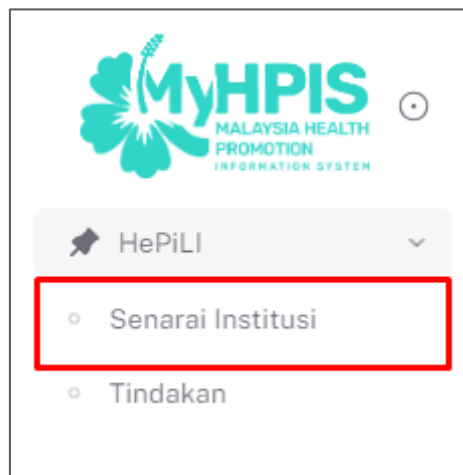 MyHPIS
MALAYSIA HEALTH
PROMOTION
INFORMATION SYSTEM
HePiLI
Senarai Institusi
Tindakan